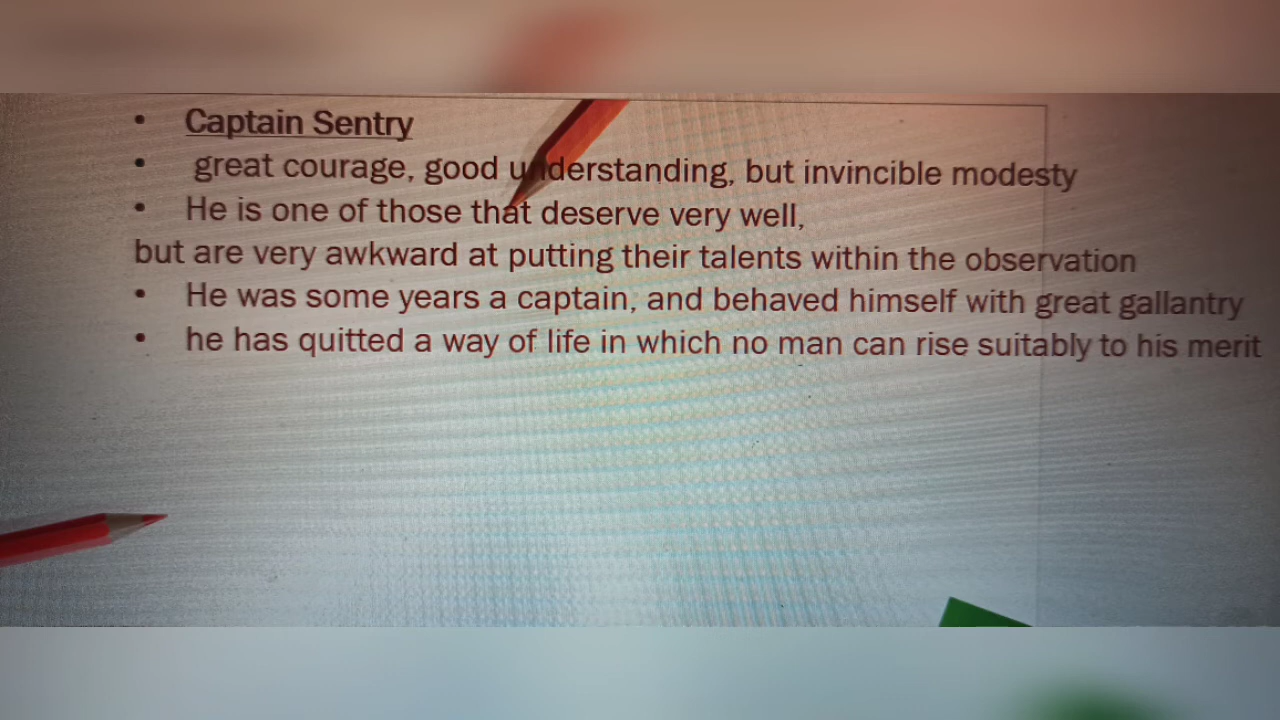 • Captain Sentry
• great courage, good understanding, but invincible modesty
• He is one of those that deserve very well,
but are very awkward at putting their talents within the observation
• He was some years a captain, and behaved himself with great gallantry
• he has quitted a way of life in which no man can rise suitably to his merit